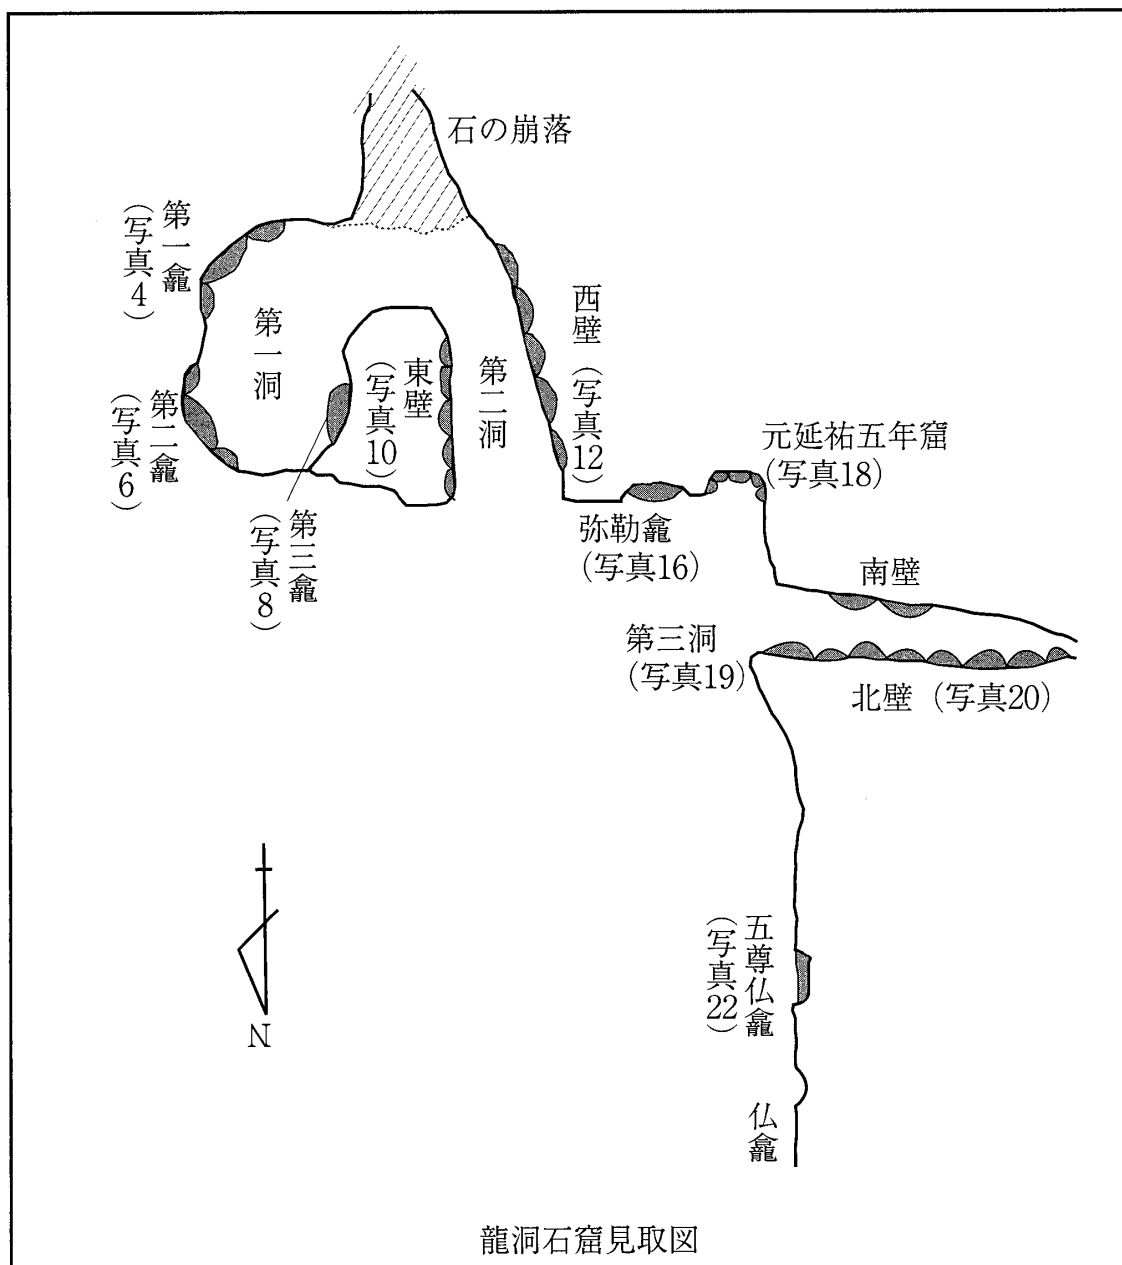 石の崩落
第一龕
(写真4)
第一洞
第二龕
(写真6)
第三龕
(写真8)
東壁
(写真10)
第二洞
西壁 (写真12)
元延祐五年窟
(写真18)
弥勒龕
(写真16)
南壁
第三洞
(写真19)
北壁 (写真20)
五尊仏龕
(写真22)
仏龕
N
龍洞石窟見取図